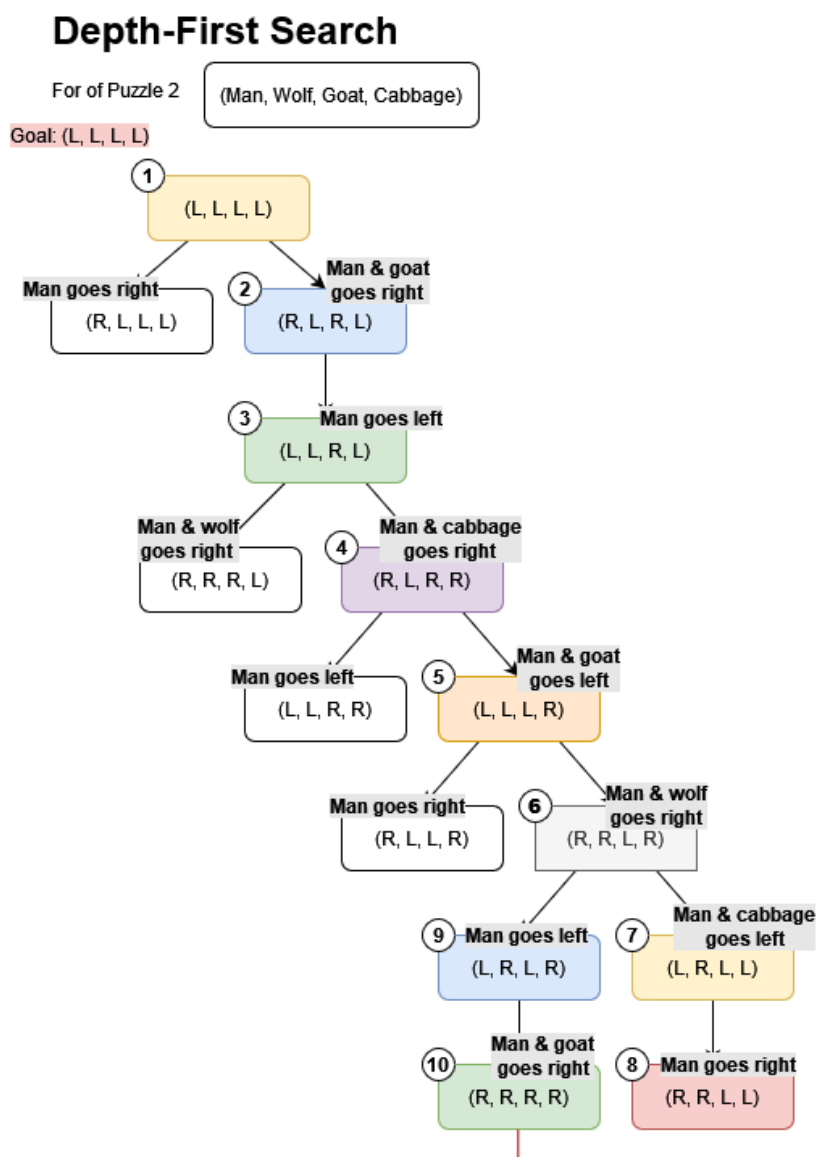 Depth-First Search
For of Puzzle 2
(Man, Wolf, Goat, Cabbage)
Goal: (L, L, L, L)
1
(L, L, L, L)
Man goes right
(R, L, L, L)
2
Man & goat
goes right
(R, L, R, L)
3
Man goes left
(L, L, R, L)
Man & wolf
goes right
(R, R, R, L)
4
Man & cabbage
goes right
(R, L, R, R)
Man goes left
(L, L, R, R)
5
Man & goat
goes left
(L, L, L, R)
Man goes right
(R, L, L, R)
6
Man & wolf
goes right
(R, R, L, R)
9
Man goes left
(L, R, L, R)
7
Man & cabbage
goes left
(L, R, L, L)
10
Man & goat
goes right
(R, R, R, R)
8
Man goes right
(R, R, L, L)